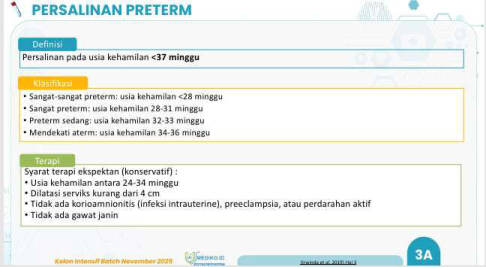 PERSALINAN PRETERM
Definisi
Persalinan pada usia kehamilan <37 minggu
Klasifikasi
• Sangat-sangat preterm: usia kehamilan <28 minggu
• Sangat preterm: usia kehamilan 28-31 minggu
• Preterm sedang: usia kehamilan 32-33 minggu
• Mendekati aterm: usia kehamilan 34-36 minggu
Terapi
Syarat terapi ekspektan (konservatif) :
• Usia kehamilan antara 24-34 minggu
• Dilatasi serviks kurang dari 4 cm
• Tidak ada korioamnionitis (infeksi intrauterine), preeclampsia, atau perdarahan aktif
• Tidak ada gawat janin
Kelan Intensif Batch November 2025
3A